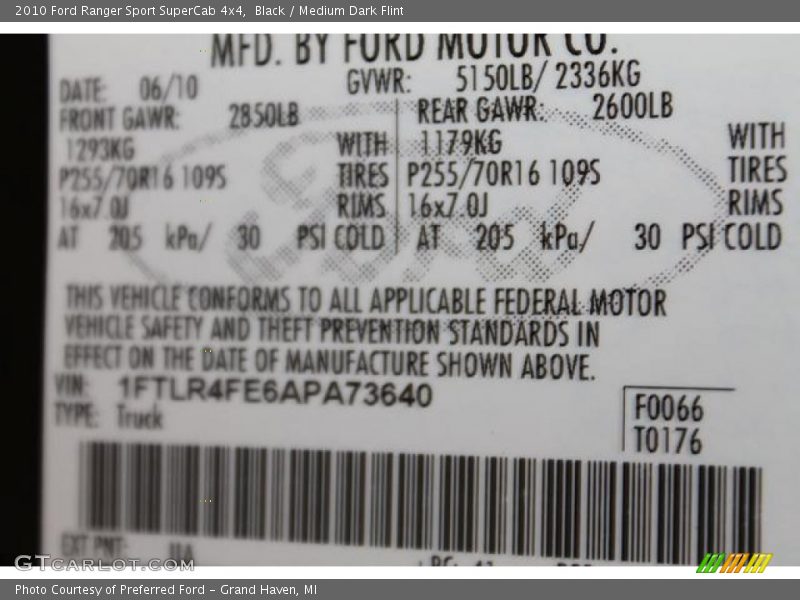 2010 Ford Ranger Sport SuperCab 4x4,  Black / Medium Dark Flint
MFD. BY FORD MOTOR CO.
DATE: 06/10 GVWR: 5150LB/ 2336KG
FRONT GAWR: 2850LB REAR GAWR: 2600LB
1293KG WITH 1179KG WITH
P255/70R16 109S TIRES P255/70R16 109S TIRES
16x7.0J RIMS 16x7.0J RIMS
AT 205 kPa/ 30 PSI COLD AT 205 kPa/ 30 PSI COLD
THIS VEHICLE CONFORMS TO ALL APPLICABLE FEDERAL MOTOR
VEHICLE SAFETY AND THEFT PREVENTION STANDARDS IN
EFFECT ON THE DATE OF MANUFACTURE SHOWN ABOVE.
VIN: 1FTLR4FE6APA73640
TYPE: Truck
F0066
T0176
EXT PNT: UA
GTCARLOT.COM
Photo Courtesy of Preferred Ford - Grand Haven, MI